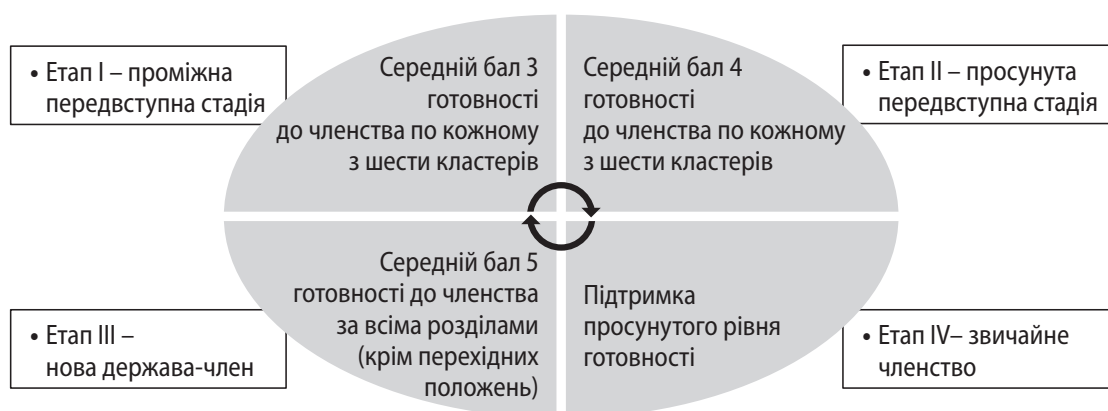 • Етап I – проміжна
передвступна стадія
Середній бал 3
готовності
до членства по кожному
з шести кластерів
Середній бал 4
готовності
до членства по кожному
з шести кластерів
• Етап II – просунута
передвступна стадія
• Етап III –
нова держава-член
Середній бал 5
готовності до членства
за всіма розділами
(крім перехідних
положень)
Підтримка
просунутого рівня
готовності
• Етап IV– звичайне
членство